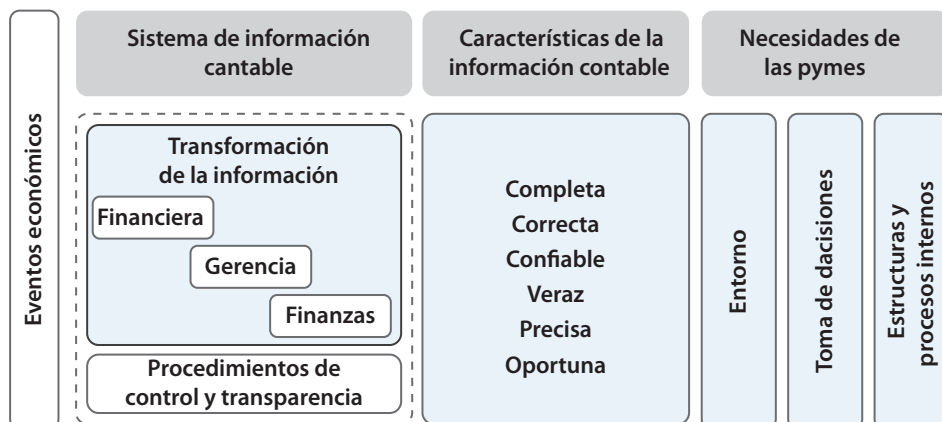 Eventos económicos
Sistema de información
cantable
Características de la
información contable
Necesidades de
las pymes
Transformación
de la información
Financiera
Gerencia
Finanzas
Procedimientos de
control y transparencia
Completa
Correcta
Confiable
Veraz
Precisa
Oportuna
Entorno
Toma de dacisiones
Estructuras y
procesos internos